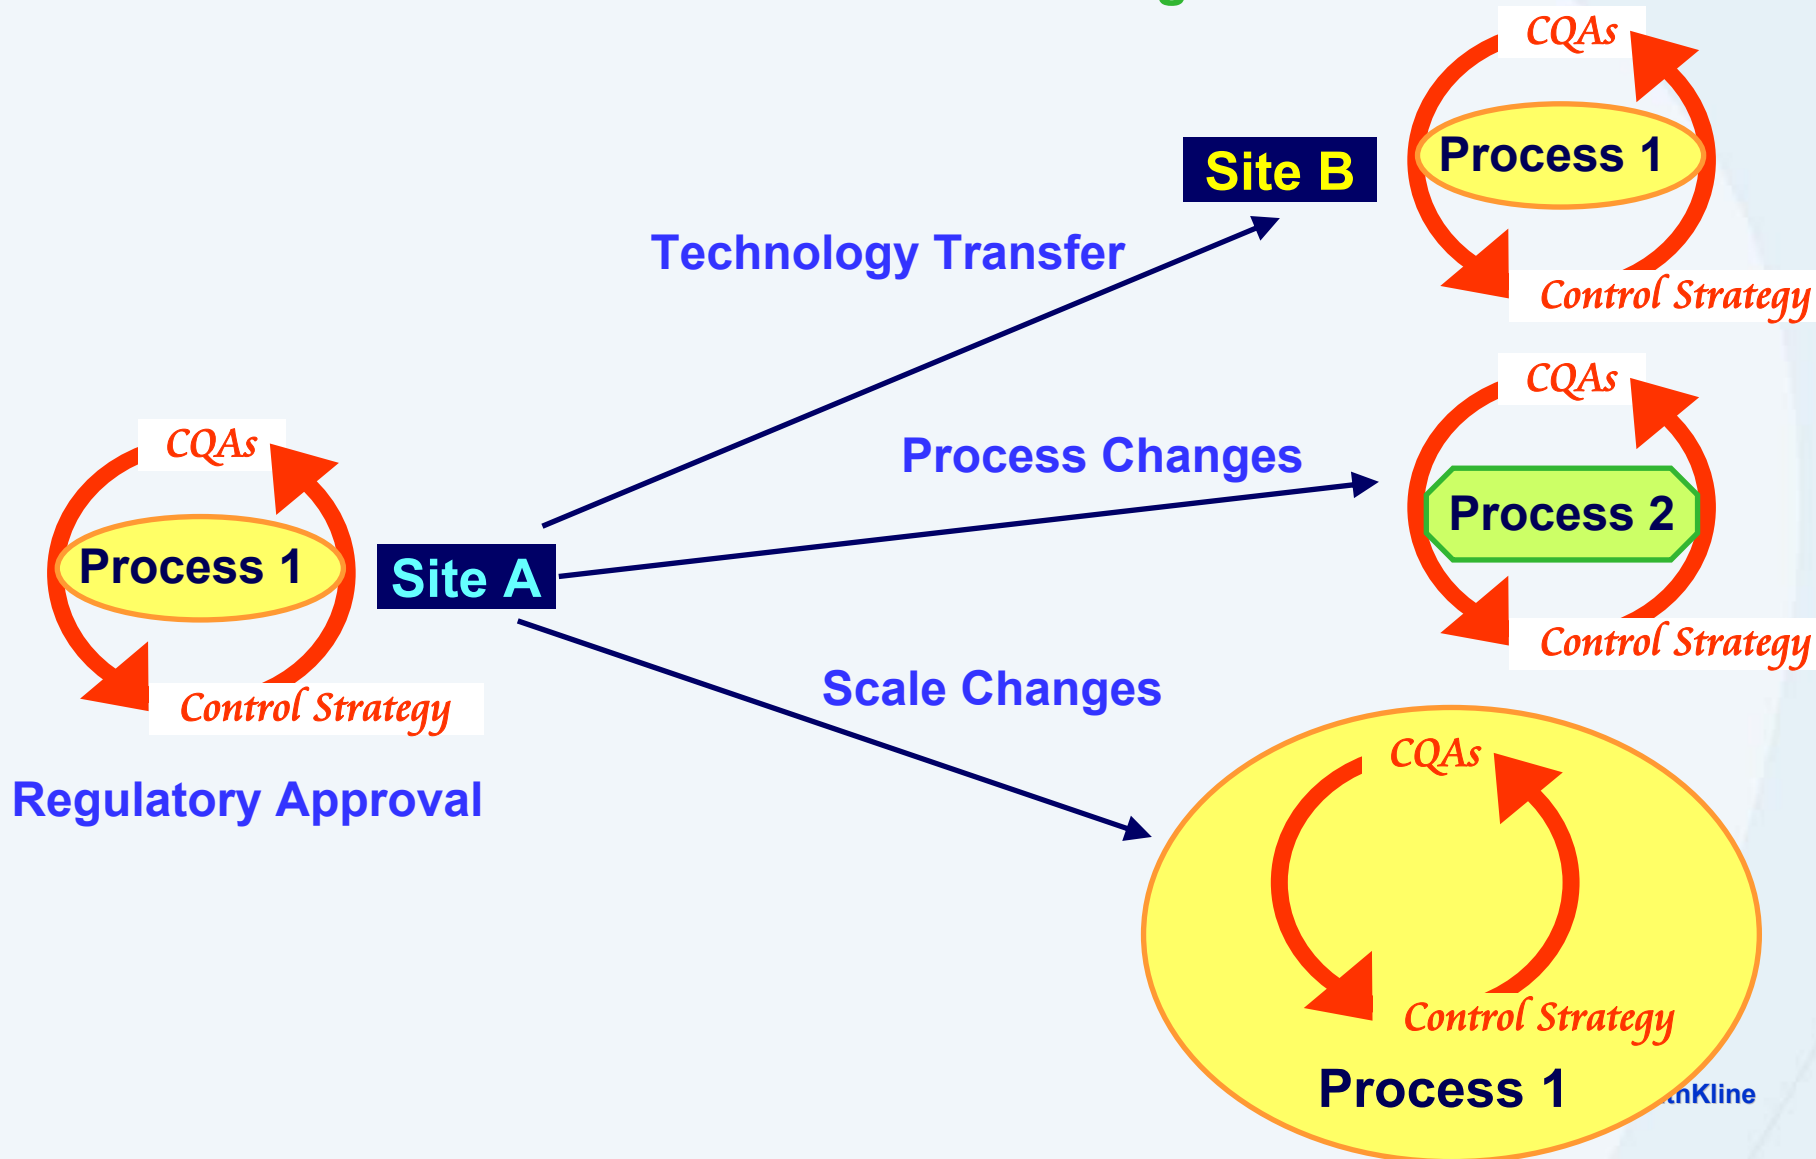 CQAs
Process 1
Site B
Control Strategy
Technology Transfer
CQAs
Process Changes
Process 2
Control Strategy
CQAs
Process 1
Site A
Control Strategy
Scale Changes
Regulatory Approval
CQAs
Control Strategy
Process 1